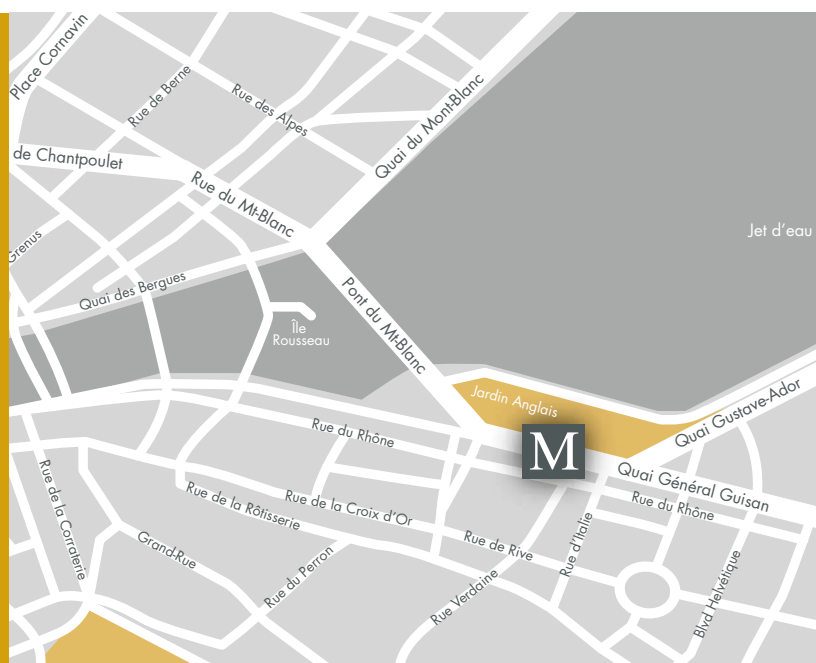 Place Cornavin
Rue de Berne
Rue des Alpes
Quai du Mont-Blanc
de Chantpoulet
Rue du Mt-Blanc
Jet d'eau
Grenus
Quai des Bergues
Pont du Mt-Blanc
Île
Rousseau
Jardin Anglais
Quai Gustave-Ador
Rue du Rhône
M
Quai Général Guisan
Rue du Rhône
Rue de la Corraterie
Rue de la Rôtisserie
Rue de la Croix d'Or
Grand-Rue
Rue de Rive
Rue d'Italie
Rue du Perron
Rue Verdaine
Blvd Helvétique